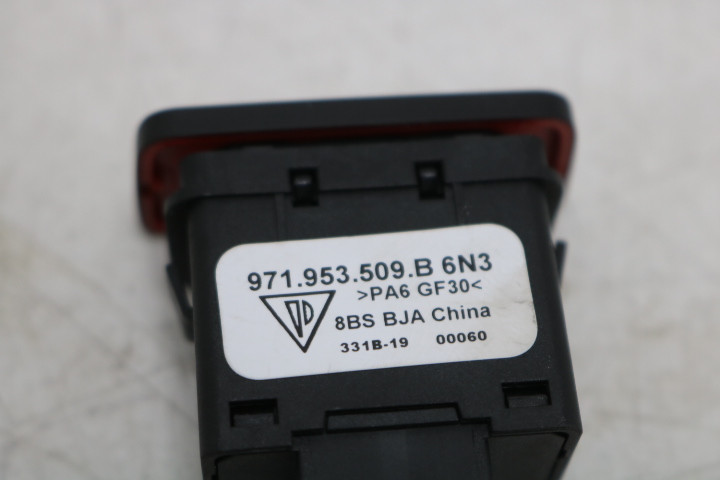 971.953.509.B 6N3
>PA6 GF30<
8BS BJA China
331B-19 00060